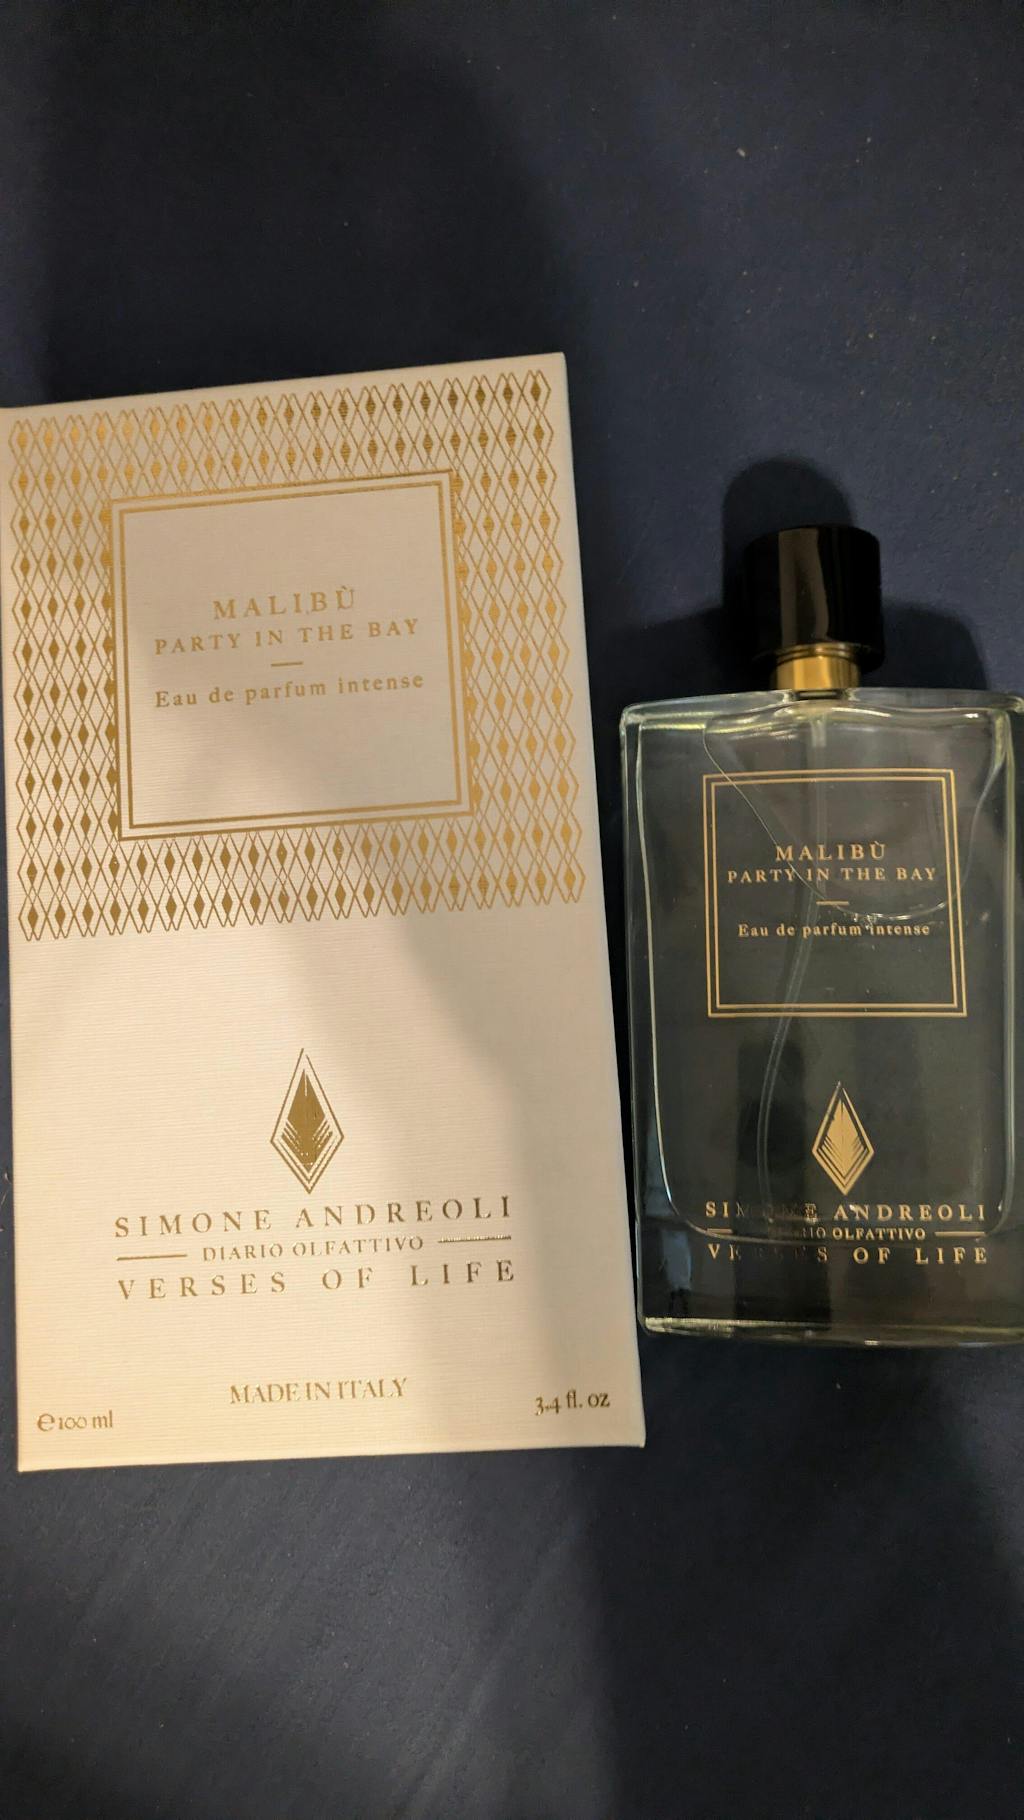 MALIBÙ
PARTY IN THE BAY
Eau de parfum intense
SIMONE ANDREOLI
DIARIO OLFATTIVO
VERSES OF LIFE
MADE IN ITALY
℮100 ml
3.4 fl. oz
MALIBÙ
PARTY IN THE BAY
Eau de parfum intense
SIMONE ANDREOLI
DIARIO OLFATTIVO
VERSES OF LIFE